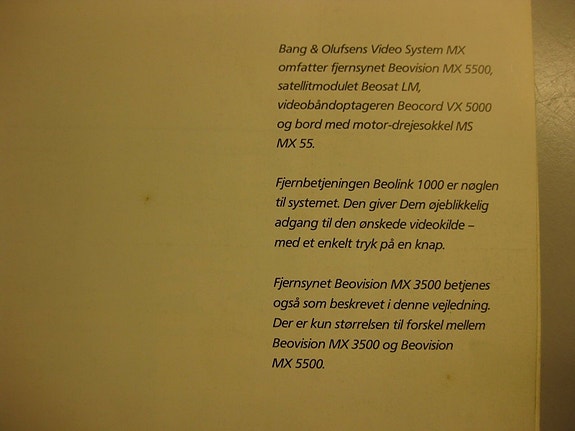 Bang & Olufsens Video System MX
omfatter fjernsynet Beovision MX 5500,
satellitmodulet Beosat LM,
videobåndoptageren Beocord VX 5000
og bord med motor-drejesokkel MS
MX 55.
Fjernbetjeningen Beolink 1000 er nøglen
til systemet. Den giver Dem øjeblikkelig
adgang til den ønskede videokilde –
med et enkelt tryk på en knap.
Fjernsynet Beovision MX 3500 betjenes
også som beskrevet i denne vejledning.
Der er kun størrelsen til forskel mellem
Beovision MX 3500 og Beovision
MX 5500.